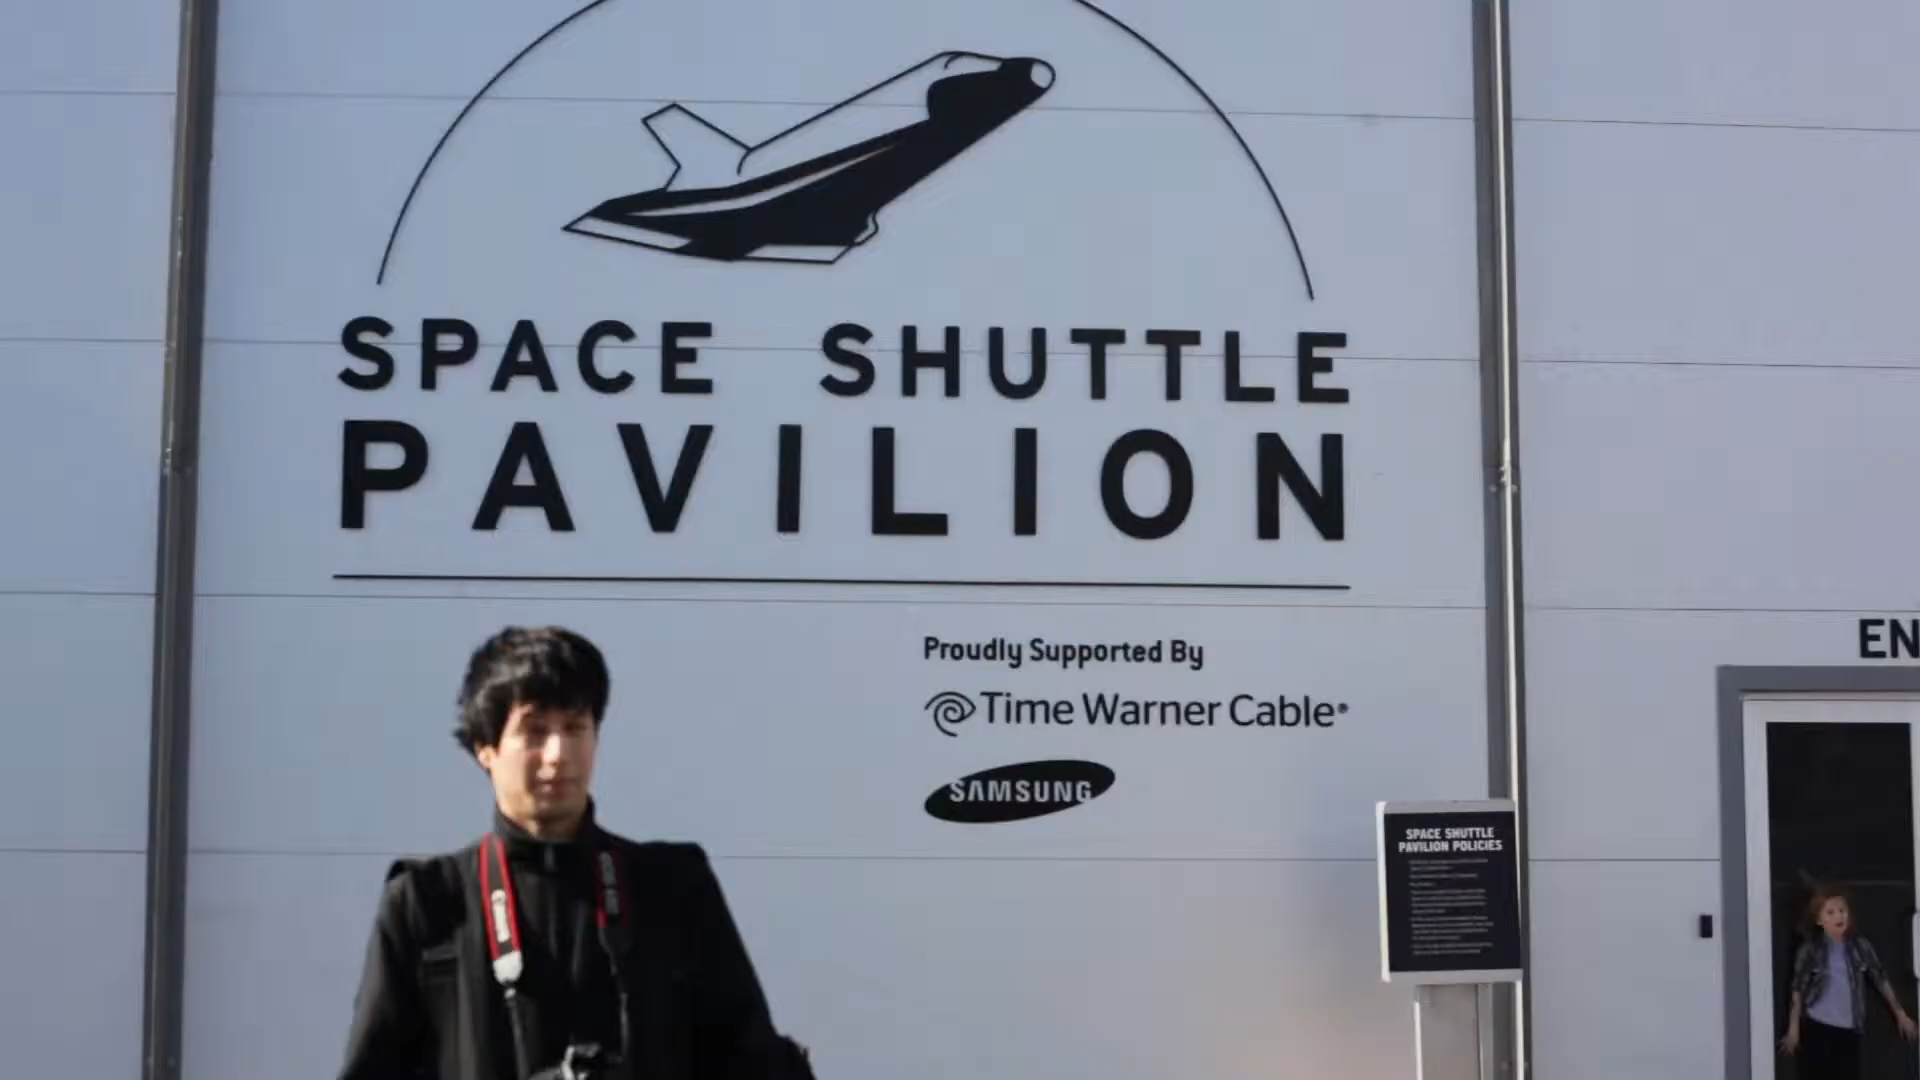 SPACE SHUTTLE
PAVILION
Proudly Supported By
Time Warner Cable®
SAMSUNG
EN
SPACE SHUTTLE
PAVILION POLICIES